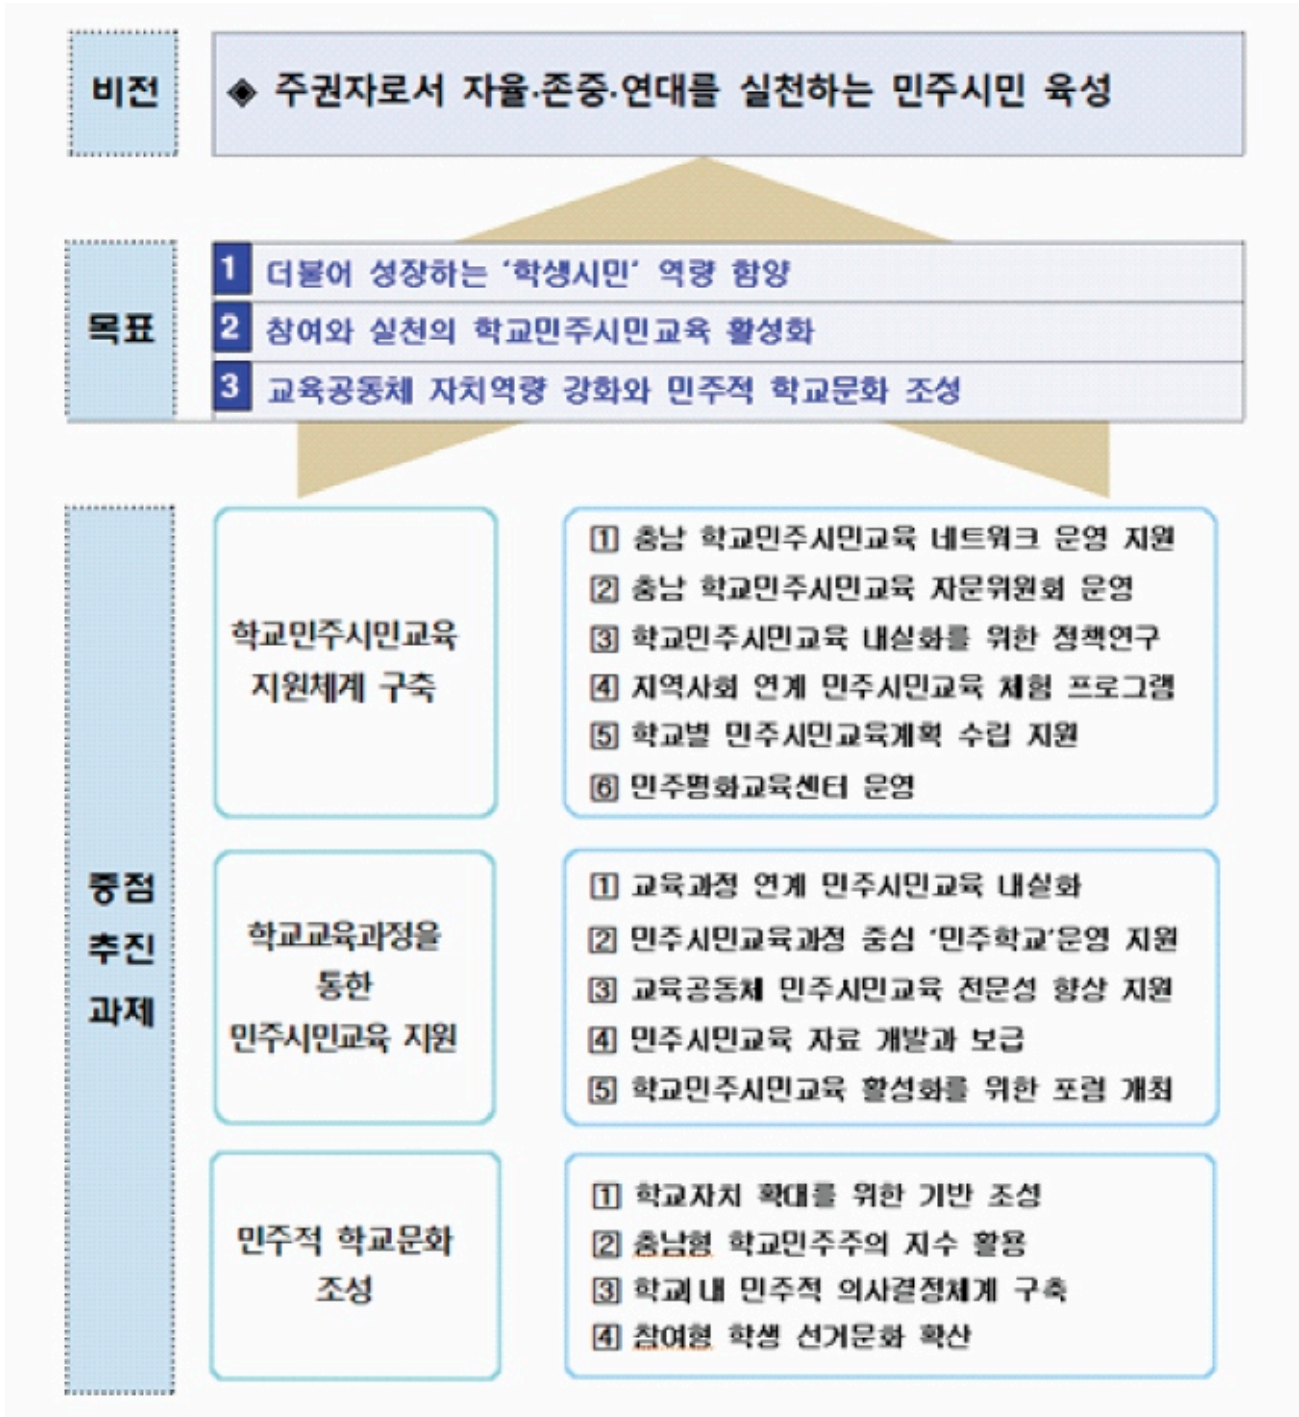 비전
◈ 주권자로서 자율·존중·연대를 실천하는 민주시민 육성
목표
1 더불어 성장하는 ‘학생시민’ 역량 함양
2 참여와 실천의 학교민주시민교육 활성화
3 교육공동체 자치역량 강화와 민주적 학교문화 조성
중점
추진
과제
학교민주시민교육
지원체계 구축
1 충남 학교민주시민교육 네트워크 운영 지원
2 충남 학교민주시민교육 자문위원회 운영
3 학교민주시민교육 내실화를 위한 정책연구
4 지역사회 연계 민주시민교육 체험 프로그램
5 학교별 민주시민교육계획 수립 지원
6 민주평화교육센터 운영
학교교육과정을
통한
민주시민교육 지원
1 교육과정 연계 민주시민교육 내실화
2 민주시민교육과정 중심 ‘민주학교’운영 지원
3 교육공동체 민주시민교육 전문성 향상 지원
4 민주시민교육 자료 개발과 보급
5 학교민주시민교육 활성화를 위한 포럼 개최
민주적 학교문화
조성
1 학교자치 확대를 위한 기반 조성
2 충남형 학교민주주의 지수 활용
3 학교 내 민주적 의사결정체계 구축
4 참여형 학생 선거문화 확산